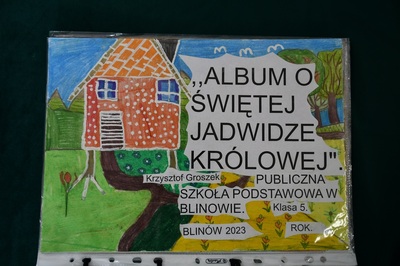 ,,ALBUM O
ŚWIĘTEJ
JADWIDZE
KRÓLOWEJ".
Krzysztof Groszek PUBLICZNA
SZKOŁA PODSTAWOWA W
BLINOWIE. Klasa 5.
BLINÓW 2023 ROK.